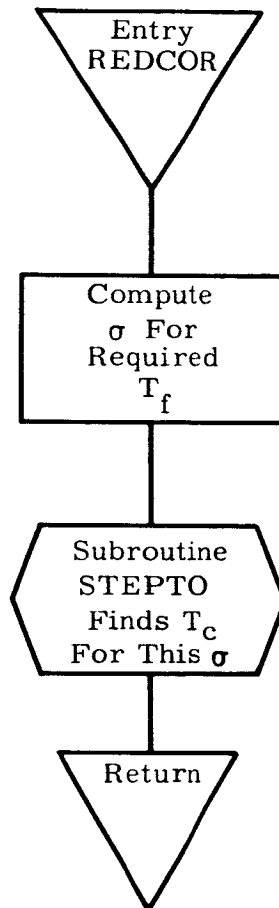 Entry
REDCOR
Compute
σ For
Required
T_f
Subroutine
STEPTO
Finds T_c
For This σ
Return